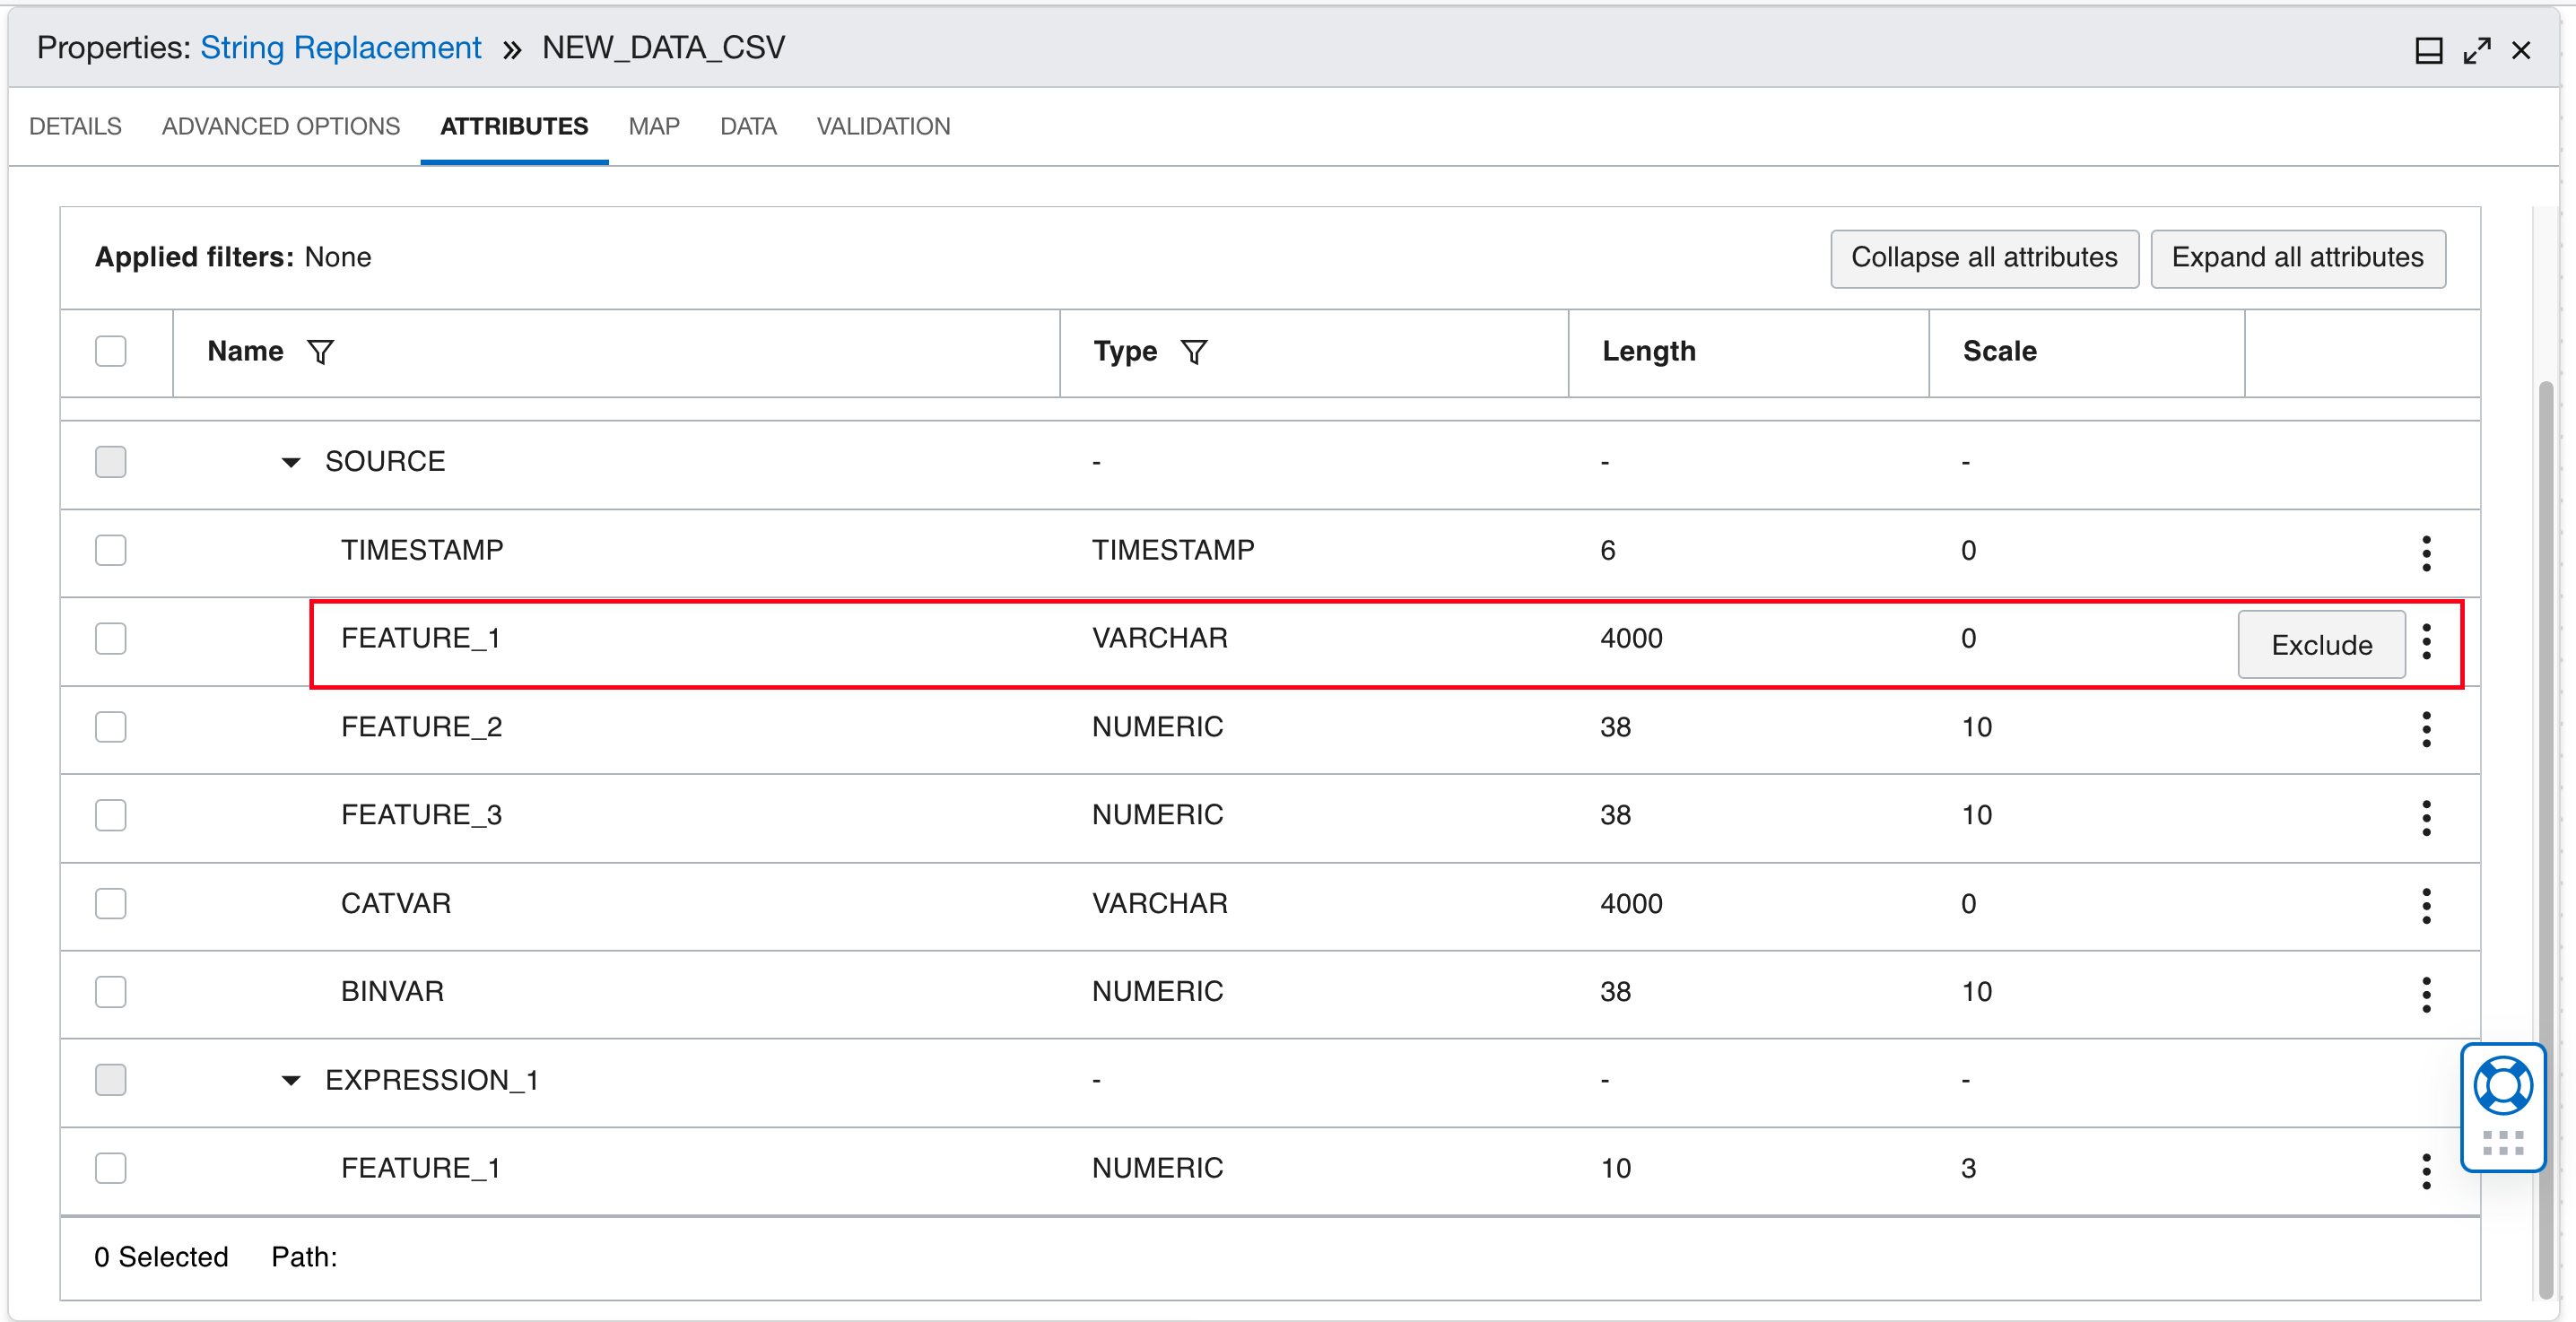 Properties: String Replacement » NEW_DATA_CSV
DETAILS ADVANCED OPTIONS ATTRIBUTES MAP DATA VALIDATION
Applied filters: None Collapse all attributes Expand all attributes
Name Type Length Scale
SOURCE - - -
TIMESTAMP TIMESTAMP 6 0
FEATURE_1 VARCHAR 4000 0 Exclude
FEATURE_2 NUMERIC 38 10
FEATURE_3 NUMERIC 38 10
CATVAR VARCHAR 4000 0
BINVAR NUMERIC 38 10
EXPRESSION_1 - - -
FEATURE_1 NUMERIC 10 3
0 Selected Path: